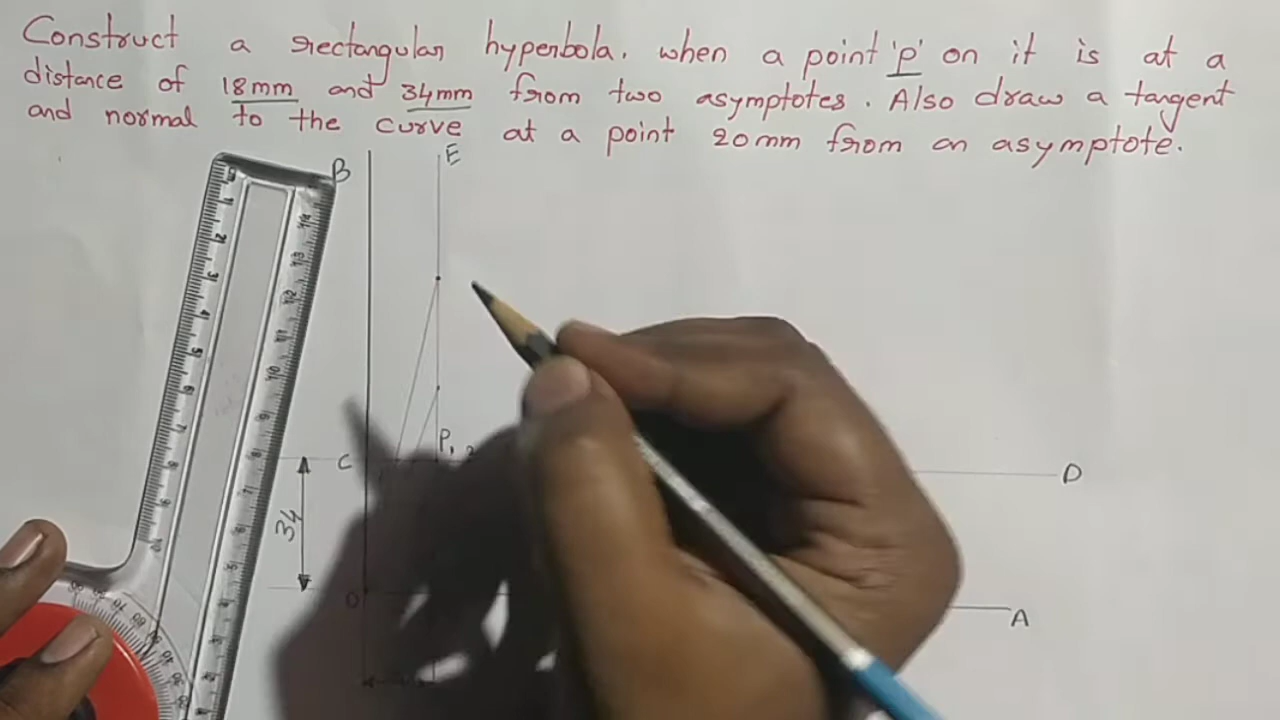 Construct a rectangular hyperbola, when a point 'P' on it is at a
distance of 18mm and 34mm from two asymptotes. Also draw a tangent
and normal to the curve at a point 20mm from an asymptote.
B
E
P,
C
D
34
O
A